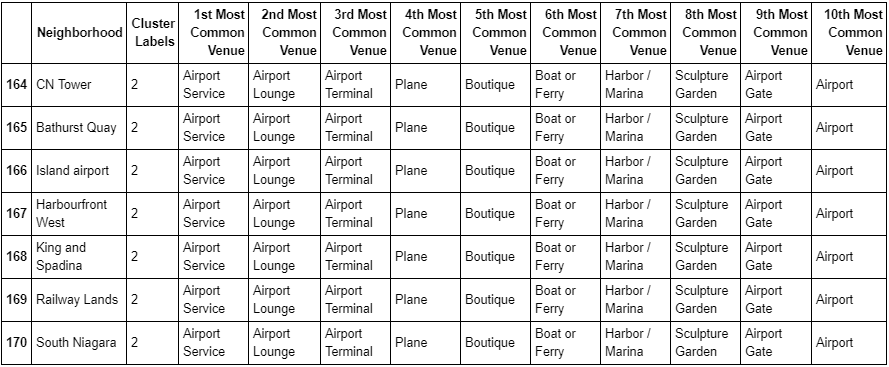 Neighborhood Cluster Labels 1st Most Common Venue 2nd Most Common Venue 3rd Most Common Venue 4th Most Common Venue 5th Most Common Venue 6th Most Common Venue 7th Most Common Venue 8th Most Common Venue 9th Most Common Venue 10th Most Common Venue
164 CN Tower 2 Airport Service Airport Lounge Airport Terminal Plane Boutique Boat or Ferry Harbor / Marina Sculpture Garden Airport Gate Airport
165 Bathurst Quay 2 Airport Service Airport Lounge Airport Terminal Plane Boutique Boat or Ferry Harbor / Marina Sculpture Garden Airport Gate Airport
166 Island airport 2 Airport Service Airport Lounge Airport Terminal Plane Boutique Boat or Ferry Harbor / Marina Sculpture Garden Airport Gate Airport
167 Harbourfront West 2 Airport Service Airport Lounge Airport Terminal Plane Boutique Boat or Ferry Harbor / Marina Sculpture Garden Airport Gate Airport
168 King and Spadina 2 Airport Service Airport Lounge Airport Terminal Plane Boutique Boat or Ferry Harbor / Marina Sculpture Garden Airport Gate Airport
169 Railway Lands 2 Airport Service Airport Lounge Airport Terminal Plane Boutique Boat or Ferry Harbor / Marina Sculpture Garden Airport Gate Airport
170 South Niagara 2 Airport Service Airport Lounge Airport Terminal Plane Boutique Boat or Ferry Harbor / Marina Sculpture Garden Airport Gate Airport